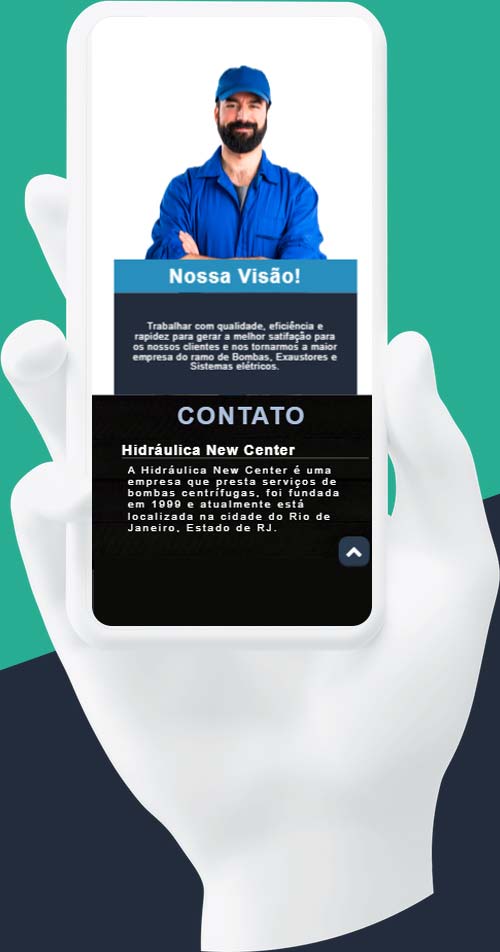 Nossa Visão!
Trabalhar com qualidade, eficiência e
rapidez para gerar a melhor satifação para
os nossos clientes e nos tornarmos a maior
empresa do ramo de Bombas, Exaustores e
Sistemas elétricos.
CONTATO
Hidráulica New Center
A Hidráulica New Center é uma
empresa que presta serviços de
bombas centrífugas, foi fundada
em 1999 e atualmente está
localizada na cidade do Rio de
Janeiro, Estado de RJ.